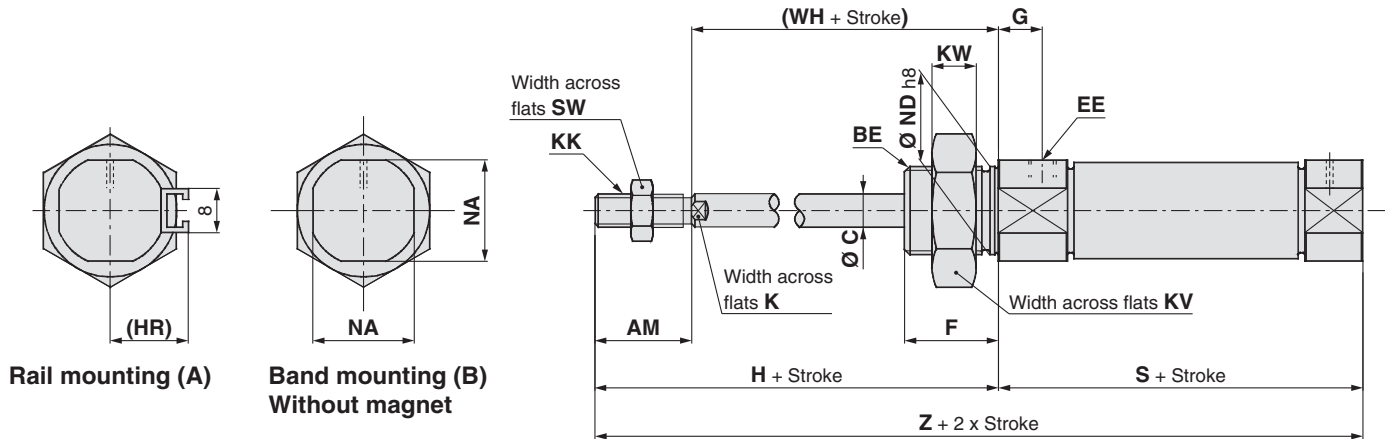 (WH + Stroke)
G
KW
Width across
flats SW
Ø ND h8
EE
KK
BE
8
NA
Ø C
Width across
flats K
Width across flats KV
(HR)
NA
AM
F
Rail mounting (A)
Band mounting (B)
Without magnet
H + Stroke
S + Stroke
Z + 2 x Stroke